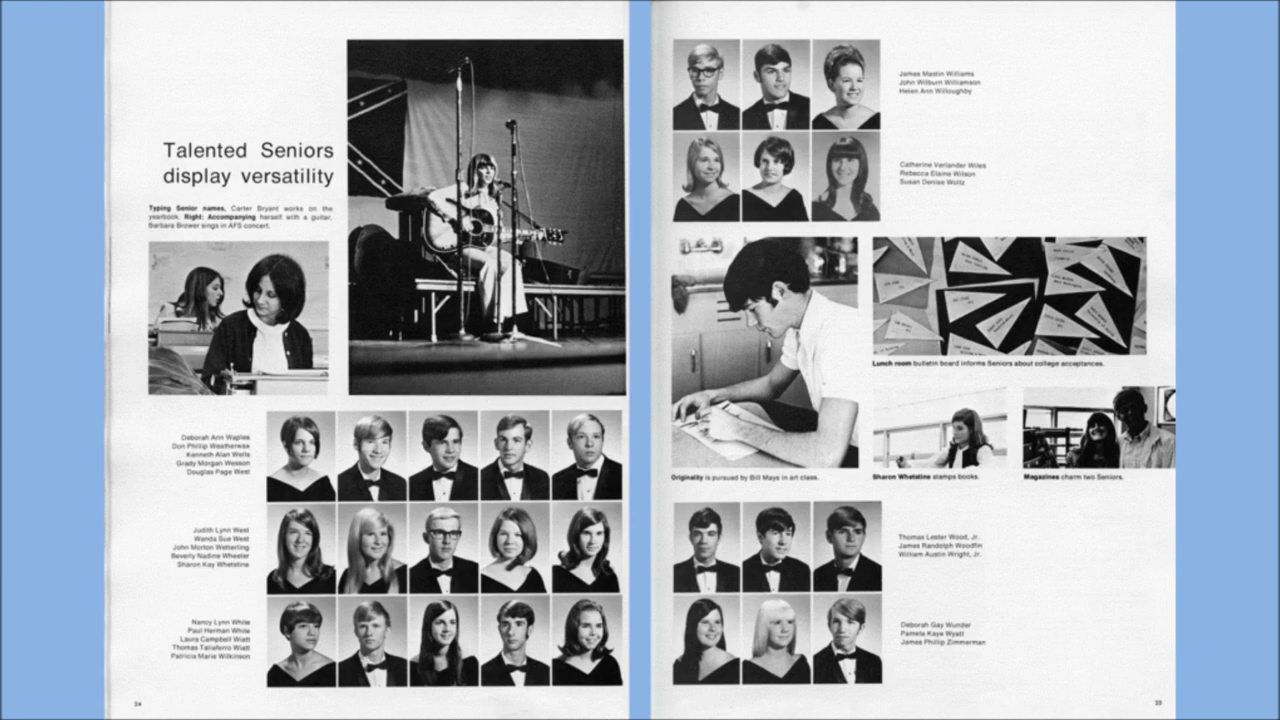 Talented Seniors
display versatility
Typing Senior names, Carter Bryant works on the
yearbook. Right: Accompanying herself with a guitar,
Barbara Brower sings in AFS concert.
Deborah Ann Waples
Don Phillip Weatherwax
Kenneth Alan Wells
Grady Morgan Wesson
Douglas Page West
Judith Lynn West
Wanda Sue West
John Morton Wetterling
Beverly Nadine Wheeler
Sharon Kay Whetstine
Nancy Lynn White
Paul Herman White
Laura Campbell Wiatt
Thomas Taliaferro Wiatt
Patricia Marie Wilkinson
24
James Mastin Williams
John Wilburn Williamson
Helen Ann Willoughby
Catherine Verlander Wiles
Rebecca Elaine Wilson
Susan Denise Woltz
Lunch room bulletin board informs Seniors about college acceptances.
Originality is pursued by Bill Mays in art class.
Sharon Whetstine stamps books.
Magazines charm two Seniors.
Thomas Lester Wood, Jr.
James Randolph Woodfin
William Austin Wright, Jr.
Deborah Gay Wunder
Pamela Kaye Wyatt
James Phillip Zimmerman
25